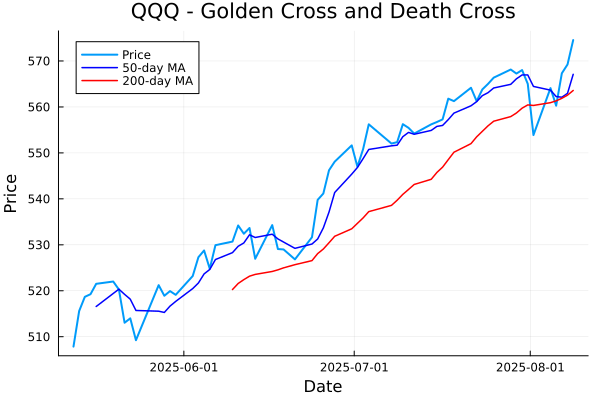 QQQ - Golden Cross and Death Cross
Price
50-day MA
200-day MA
570
560
550
540
530
520
510
Price
2025-06-01
2025-07-01
2025-08-01
Date